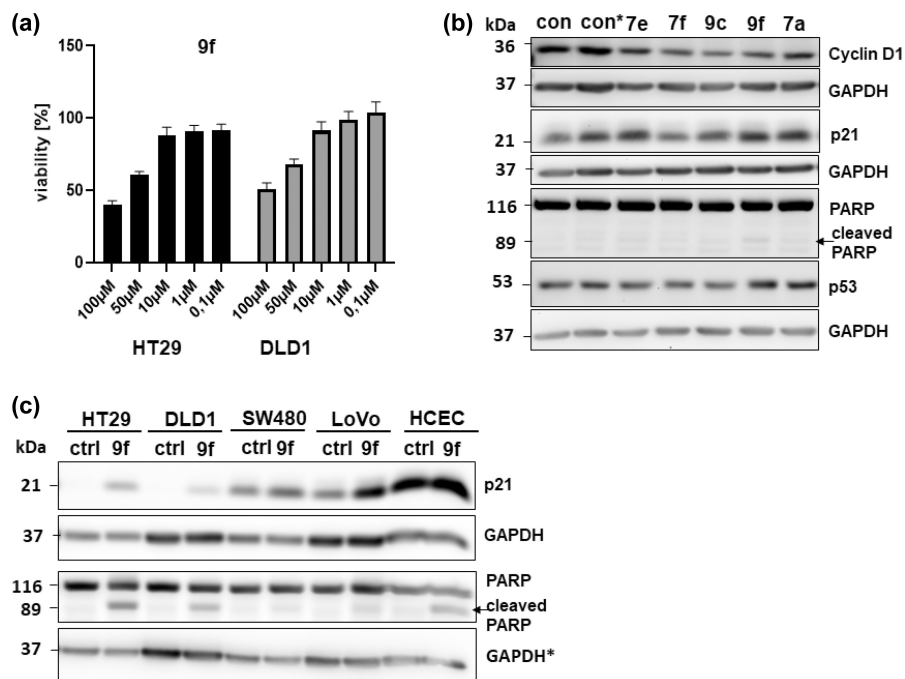 (a)
9f
viability [%]
150
100
50
0
100µM 50µM 10µM 1µM 0,1µM 100µM 50µM 10µM 1µM 0,1µM
HT29 DLD1
(b)
kDa con con* 7e 7f 9c 9f 7a
36 Cyclin D1
37 GAPDH
21 p21
37 GAPDH
116 PARP
89 cleaved
PARP
53 p53
37 GAPDH
(c)
HT29 DLD1 SW480 LoVo HCEC
kDa ctrl 9f ctrl 9f ctrl 9f ctrl 9f ctrl 9f
21 p21
37 GAPDH
116 PARP
89 cleaved
PARP
37 GAPDH*